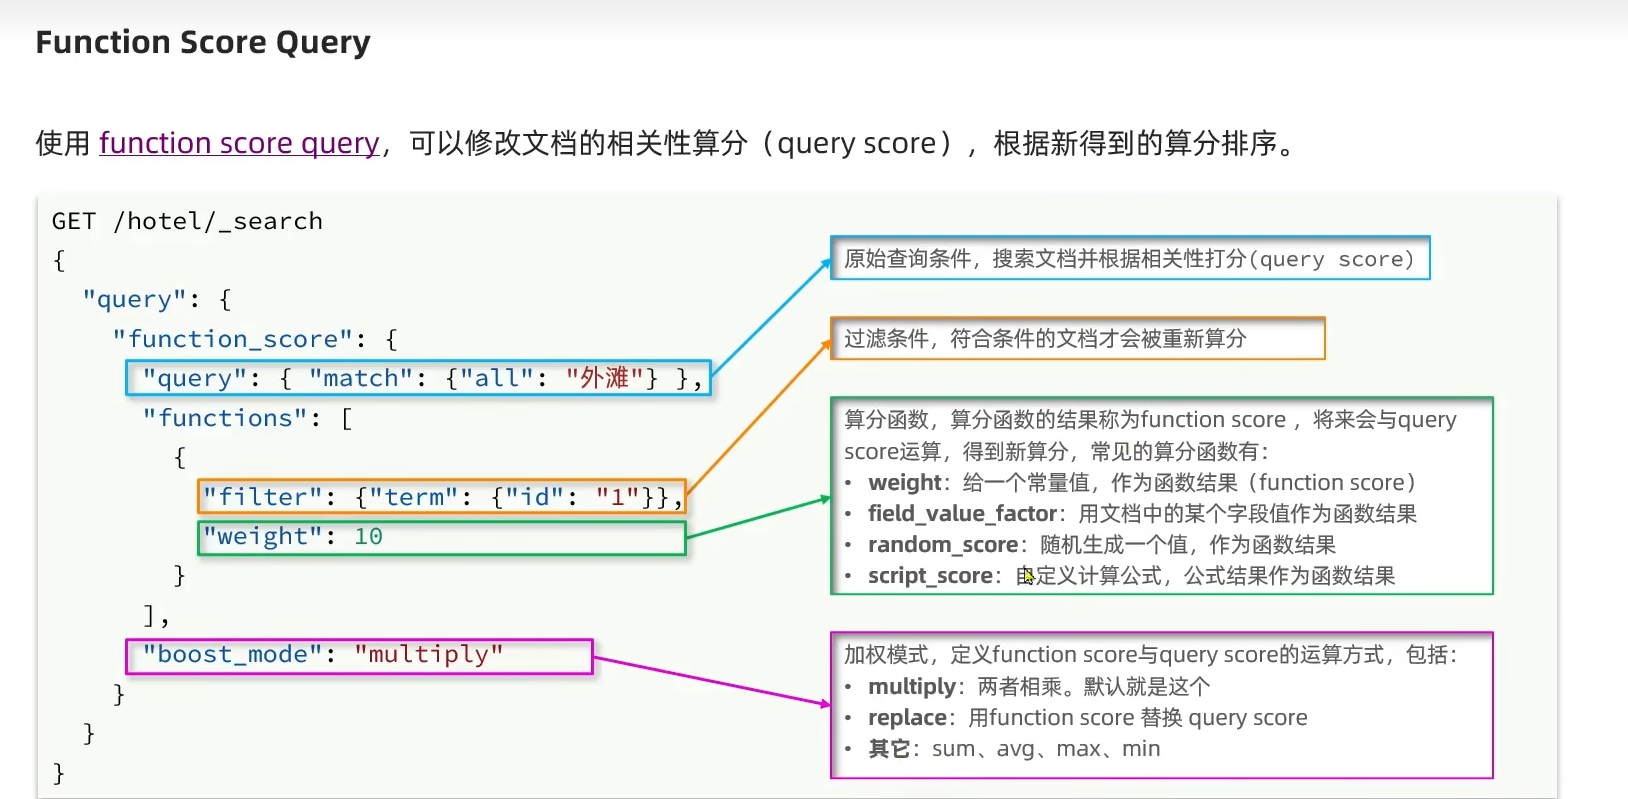 Function Score Query
使用 function score query，可以修改文档的相关性算分（query score），根据新得到的算分排序。
GET /hotel/_search
{
"query": {
"function_score": {
"query": { "match": {"all": "外滩"} },
"functions": [
{
"filter": {"term": {"id": "1"}},
"weight": 10
}
],
"boost_mode": "multiply"
}
}
}
原始查询条件，搜索文档并根据相关性打分(query score)
过滤条件，符合条件的文档才会被重新算分
算分函数，算分函数的结果称为function score ，将来会与query
score运算，得到新算分，常见的算分函数有：
• weight：给一个常量值，作为函数结果（function score）
• field_value_factor：用文档中的某个字段值作为函数结果
• random_score：随机生成一个值，作为函数结果
• script_score：自定义计算公式，公式结果作为函数结果
加权模式，定义function score与query score的运算方式，包括：
• multiply：两者相乘。默认就是这个
• replace：用function score 替换 query score
• 其它：sum、avg、max、min